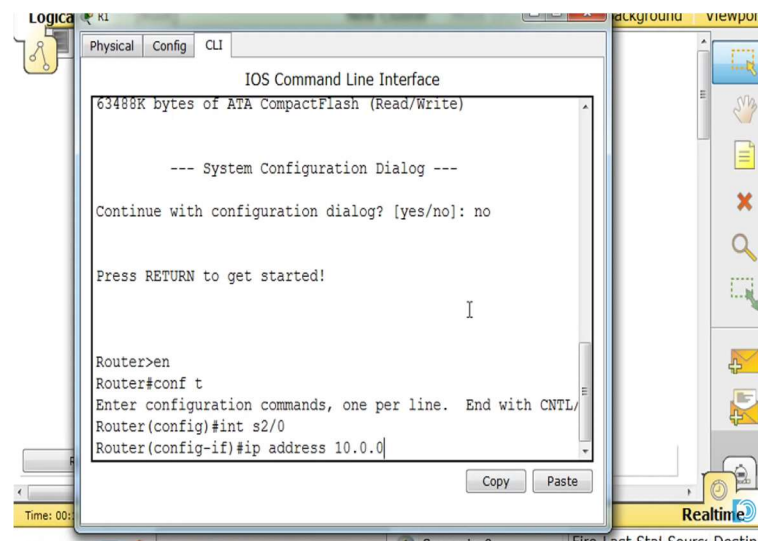 Logica
R1
ackground
Viewpor
Physical Config CLI
IOS Command Line Interface
63488K bytes of ATA CompactFlash (Read/Write)
--- System Configuration Dialog ---
Continue with configuration dialog? [yes/no]: no
Press RETURN to get started!
Router>en
Router#conf t
Enter configuration commands, one per line. End with CNTL/
Router(config)#int s2/0
Router(config-if)#ip address 10.0.0
Copy Paste
Time: 00:
Realtime